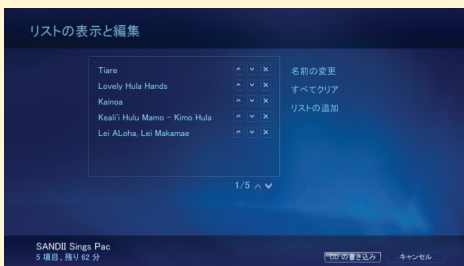 リストの表示と編集
Tiare
Lovely Hula Hands
Kainoa
Keali'i Hulu Mamo - Kimo Hula
Lei ALoha, Lei Makamae
名前の変更
すべてクリア
リストの追加
1/5
SANDII Sings Pac
5 項目、残り 62 分
CD の書き込み
キャンセル